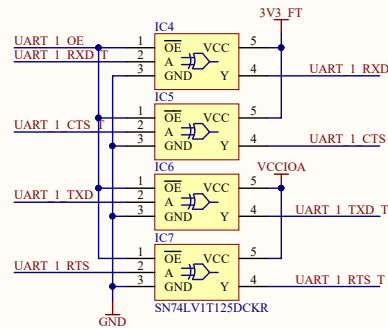 IC4
3V3_FT
UART_1_OE 1 OE VCC 5
UART_1_RXD_T 2 A
3 GND Y 4 UART_1_RXD
IC5
1 OE VCC 5
UART_1_CTS_T 2 A
3 GND Y 4 UART_1_CTS
IC6
VCCIOA
1 OE VCC 5
UART_1_TXD 2 A
3 GND Y 4 UART_1_TXD_T
IC7
1 OE VCC 5
UART_1_RTS 2 A
3 GND Y 4 UART_1_RTS_T
SN74LV1T125DCKR
GND